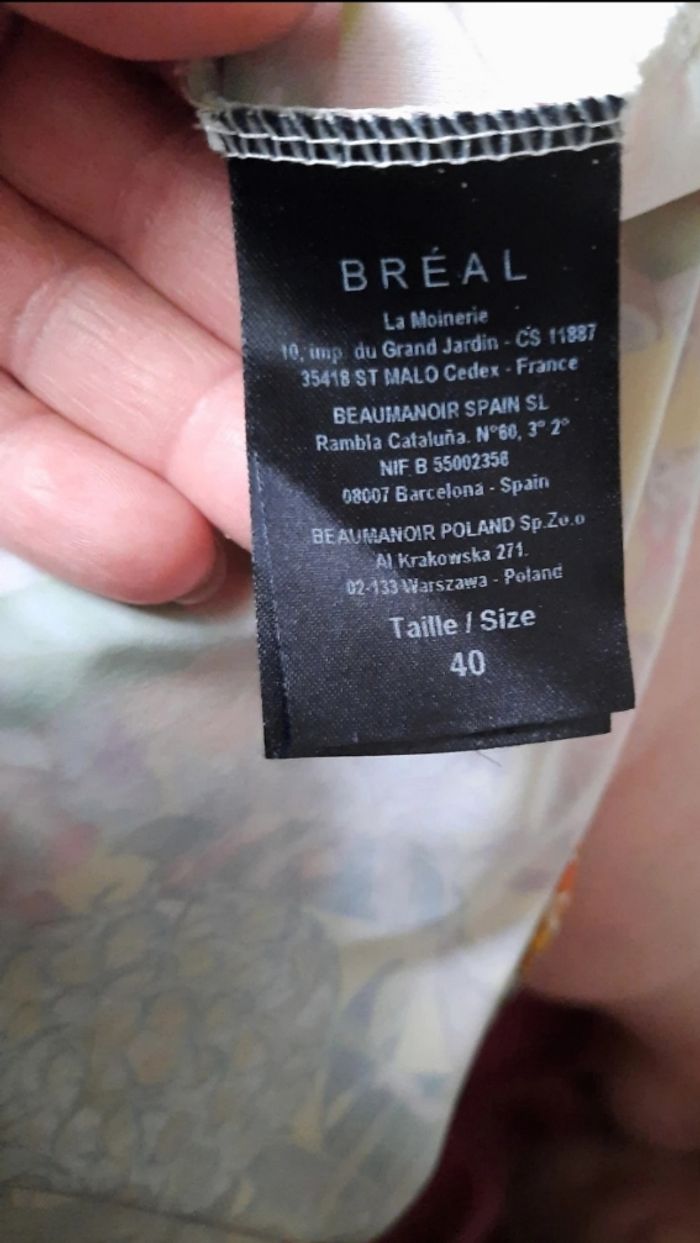 BRÉAL
La Moinerie
10, imp. du Grand Jardin - CS 11887
35418 ST MALO Cedex - France
BEAUMANOIR SPAIN SL
Rambla Cataluña. N°60, 3° 2°
NIF B 55002356
08007 Barcelona - Spain
BEAUMANOIR POLAND Sp.Zo.o
Al Krakowska 271.
02-133 Warszawa - Poland
Taille / Size
40